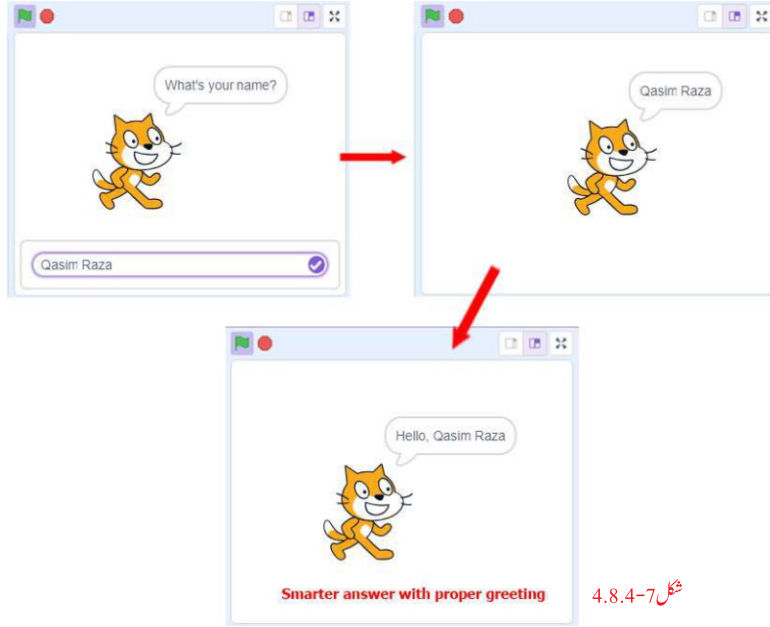 What's your name?
Qasim Raza
Qasim Raza
Hello, Qasim Raza
Smarter answer with proper greeting
شکل 4.8.4-7